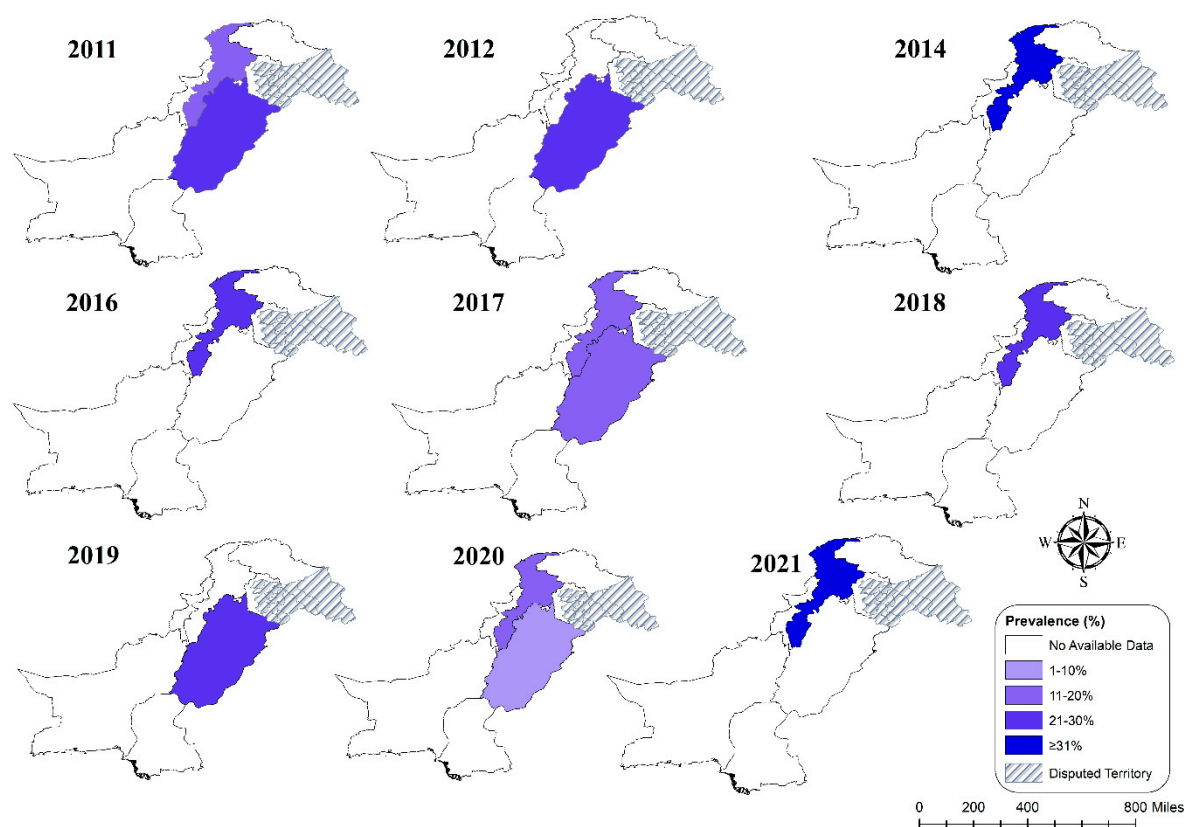 2011
2012
2014
2016
2017
2018
N
W E
S
2019
2020
2021
Prevalence (%)
No Available Data
1-10%
11-20%
21-30%
≥31%
Disputed Territory
0 200 400 800 Miles